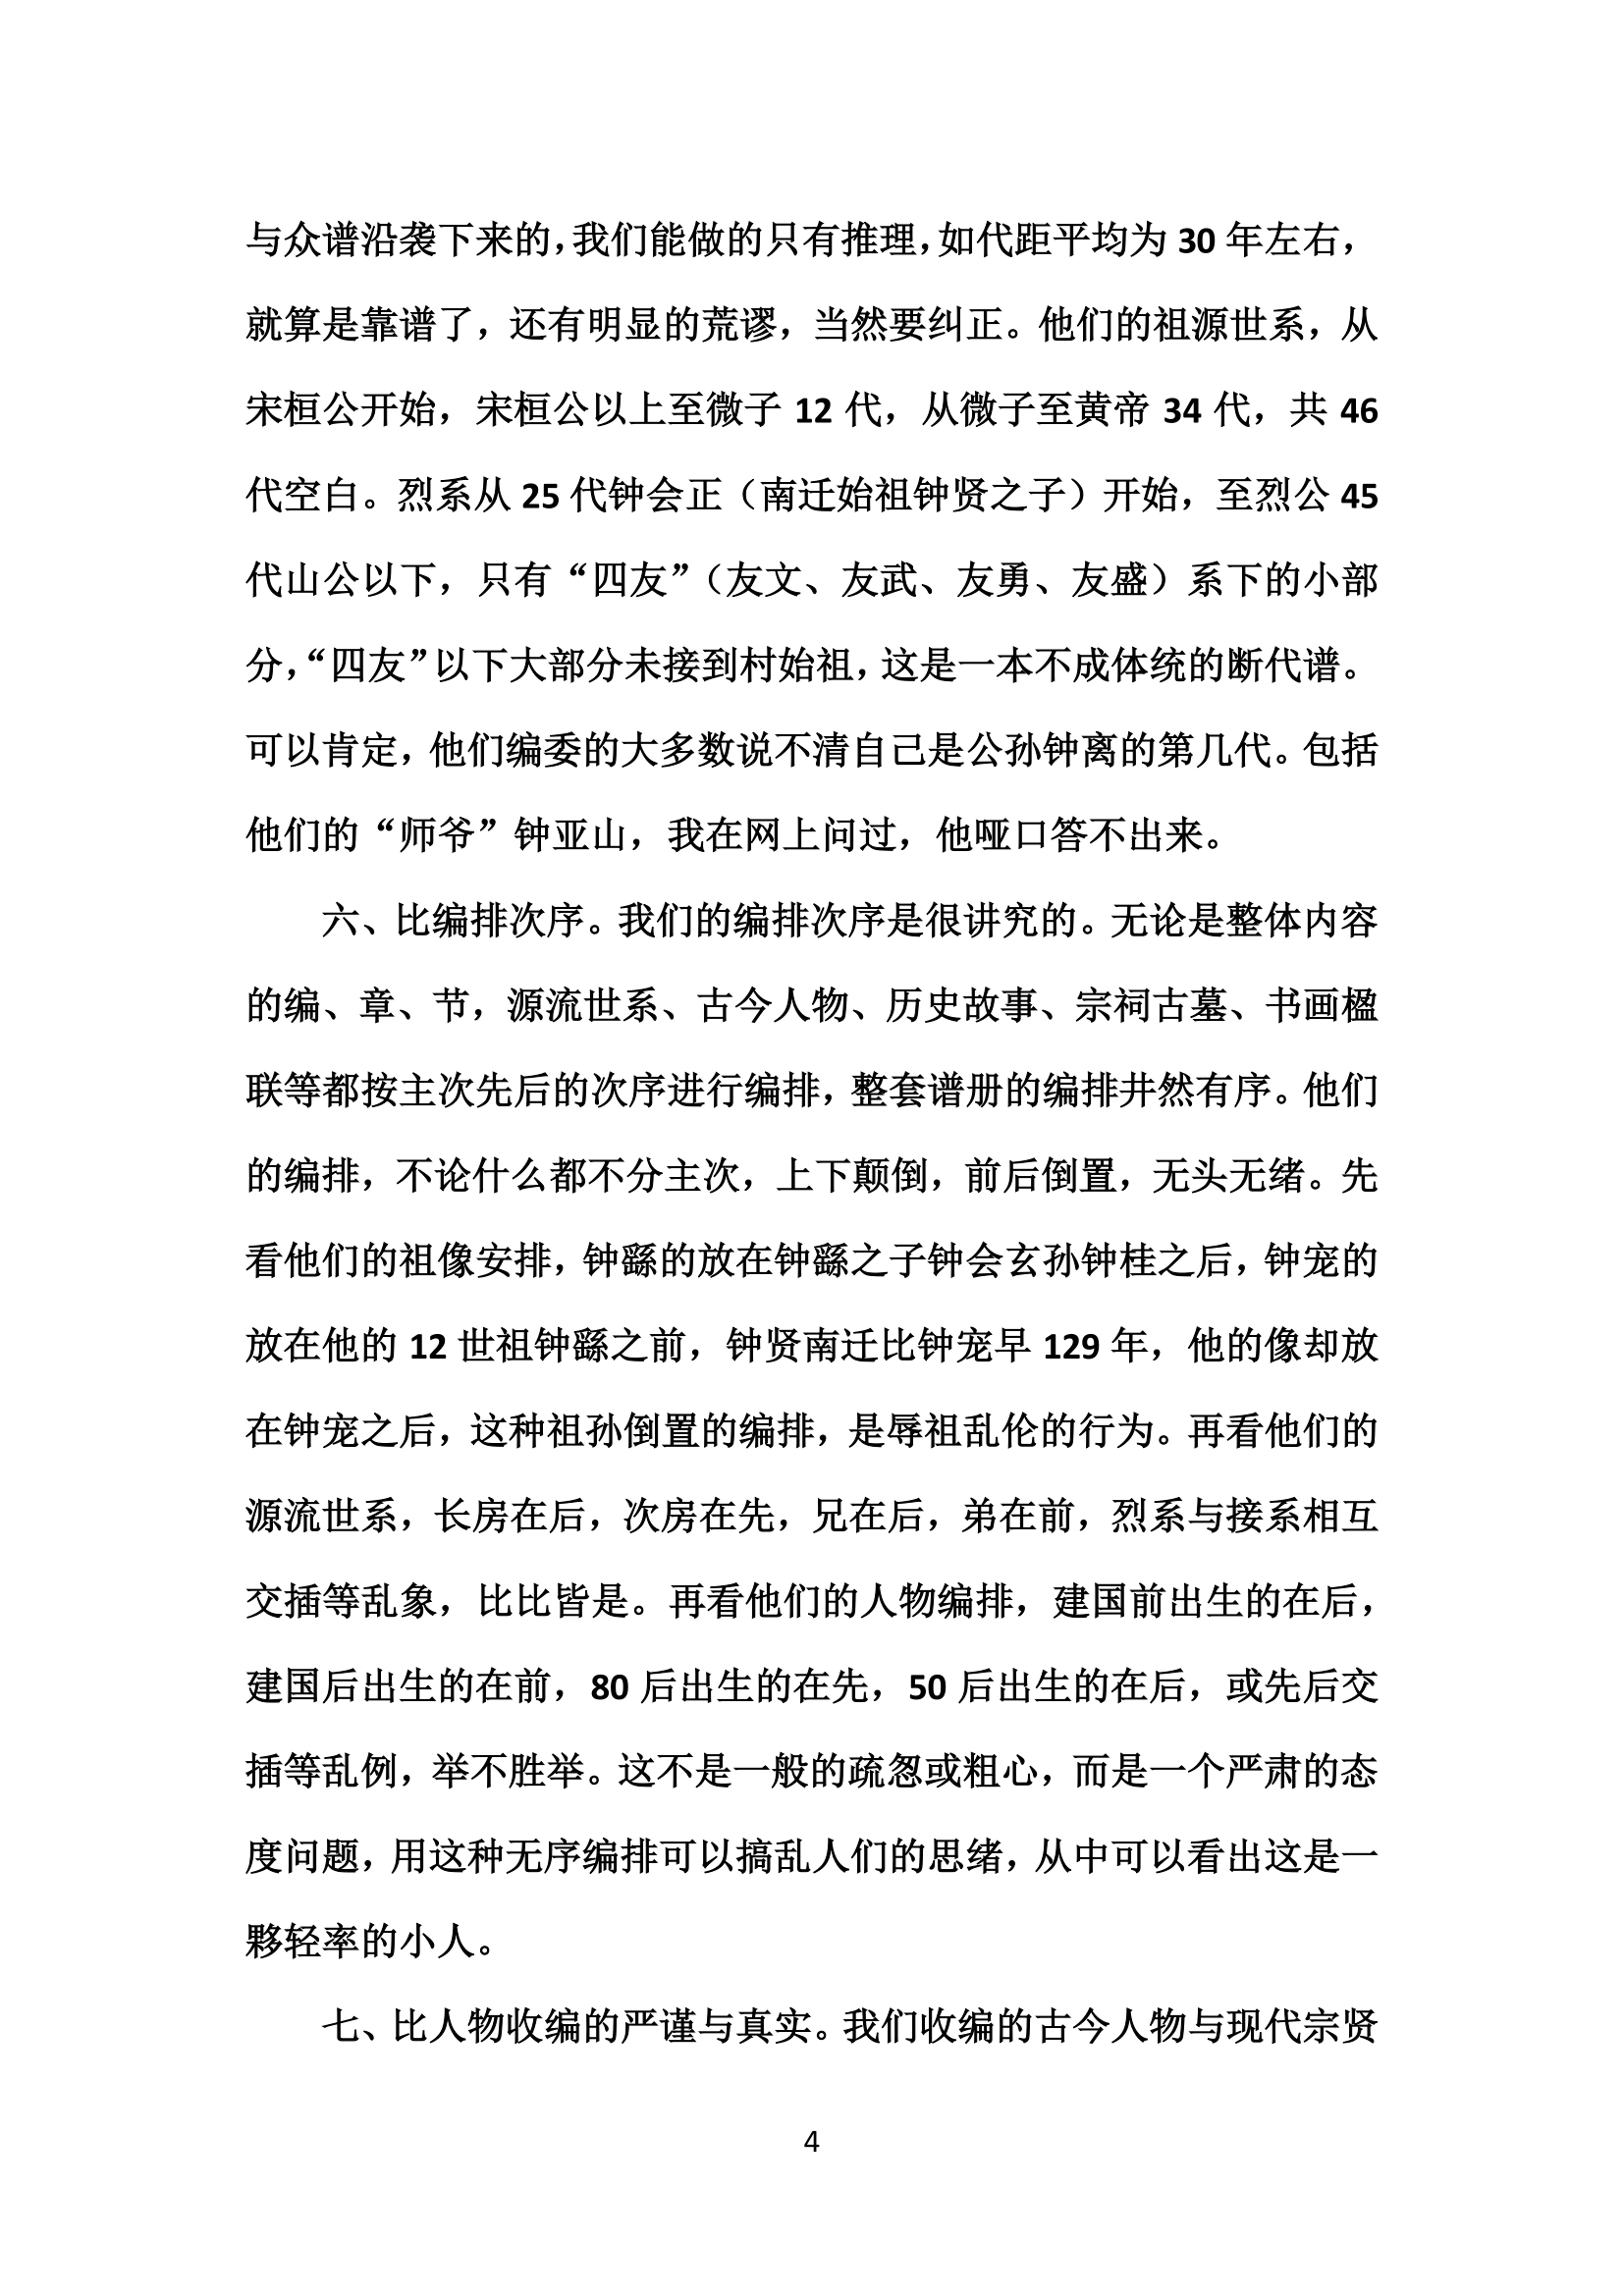 与众谱沿袭下来的，我们能做的只有推理，如代距平均为 30 年左右，
就算是靠谱了，还有明显的荒谬，当然要纠正。他们的祖源世系，从
宋桓公开始，宋桓公以上至微子 12 代，从微子至黄帝 34 代，共 46
代空白。烈系从 25 代钟会正（南迁始祖钟贤之子）开始，至烈公 45
代山公以下，只有“四友”（友文、友武、友勇、友盛）系下的小部
分，“四友”以下大部分未接到村始祖，这是一本不成体统的断代谱。
可以肯定，他们编委的大多数说不清自己是公孙钟离的第几代。包括
他们的“师爷”钟亚山，我在网上问过，他哑口答不出来。
六、比编排次序。我们的编排次序是很讲究的。无论是整体内容
的编、章、节，源流世系、古今人物、历史故事、宗祠古墓、书画楹
联等都按主次先后的次序进行编排，整套谱册的编排井然有序。他们
的编排，不论什么都不分主次，上下颠倒，前后倒置，无头无绪。先
看他们的祖像安排，钟繇的放在钟繇之子钟会玄孙钟桂之后，钟宠的
放在他的 12 世祖钟繇之前，钟贤南迁比钟宠早 129 年，他的像却放
在钟宠之后，这种祖孙倒置的编排，是辱祖乱伦的行为。再看他们的
源流世系，长房在后，次房在先，兄在后，弟在前，烈系与接系相互
交插等乱象，比比皆是。再看他们的人物编排，建国前出生的在后，
建国后出生的在前，80 后出生的在先，50 后出生的在后，或先后交
插等乱例，举不胜举。这不是一般的疏忽或粗心，而是一个严肃的态
度问题，用这种无序编排可以搞乱人们的思绪，从中可以看出这是一
夥轻率的小人。
七、比人物收编的严谨与真实。我们收编的古今人物与现代宗贤
4